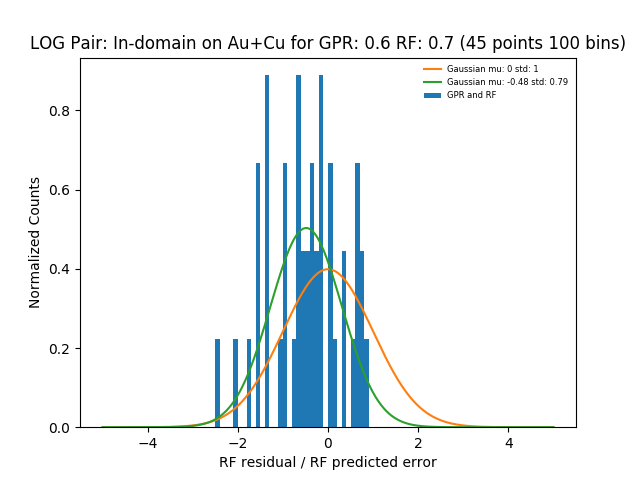 LOG Pair: In-domain on Au+Cu for GPR: 0.6 RF: 0.7 (45 points 100 bins)
Gaussian mu: 0 std: 1
Gaussian mu: -0.48 std: 0.79
GPR and RF
Normalized Counts
0.8
0.6
0.4
0.2
0.0
−4 −2 0 2 4
RF residual / RF predicted error